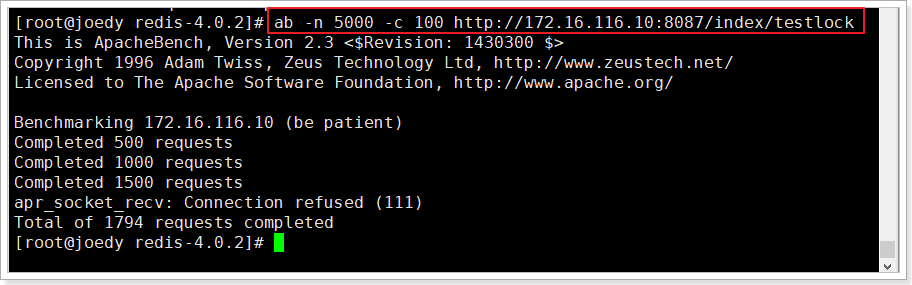 [root@joedy redis-4.0.2]# ab -n 5000 -c 100 http://172.16.116.10:8087/index/testlock
This is ApacheBench, Version 2.3 <$Revision: 1430300 $>
Copyright 1996 Adam Twiss, Zeus Technology Ltd, http://www.zeustech.net/
Licensed to The Apache Software Foundation, http://www.apache.org/
Benchmarking 172.16.116.10 (be patient)
Completed 500 requests
Completed 1000 requests
Completed 1500 requests
apr_socket_recv: Connection refused (111)
Total of 1794 requests completed
[root@joedy redis-4.0.2]#